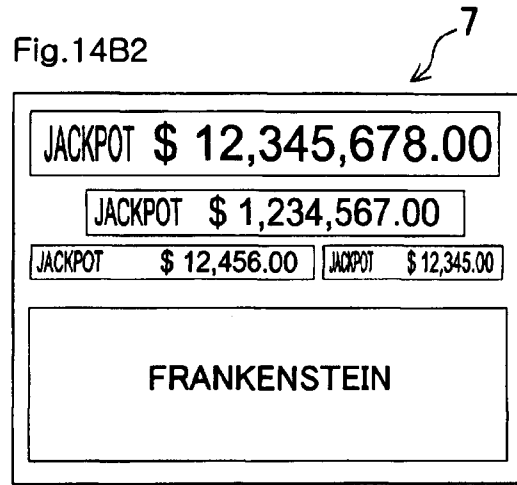 7
Fig.14B2
JACKPOT $ 12,345,678.00
JACKPOT $ 1,234,567.00
JACKPOT $ 12,456.00 JACKPOT $ 12,345.00
FRANKENSTEIN